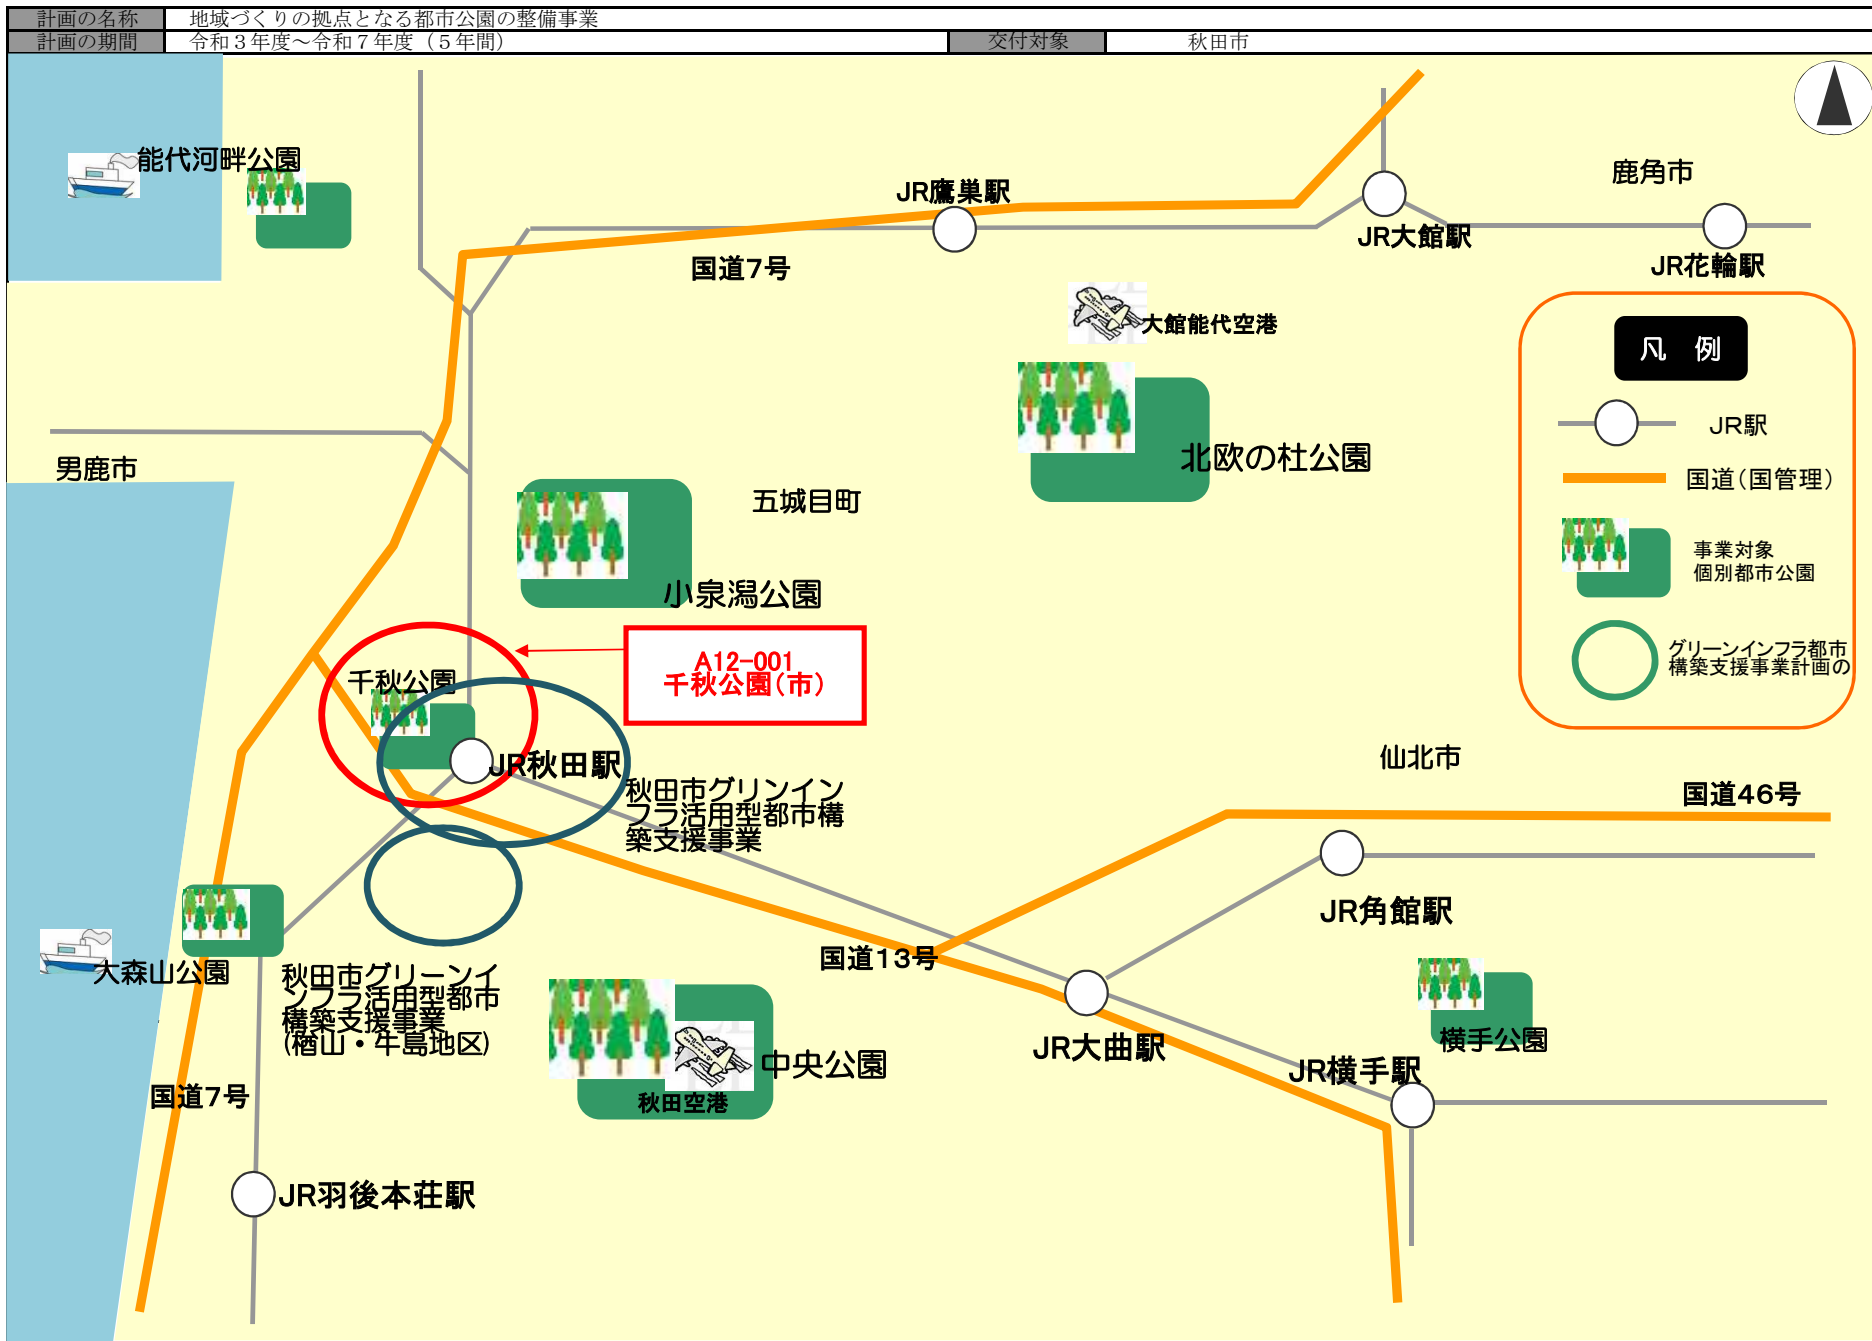 計画の名称 地域づくりの拠点となる都市公園の整備事業
計画の期間 令和３年度～令和７年度（５年間） 交付対象 秋田市
能代河畔公園
JR鷹巣駅
鹿角市
JR大館駅
JR花輪駅
国道7号
大館能代空港
凡 例
JR駅
国道(国管理)
事業対象
個別都市公園
グリーンインフラ都市
構築支援事業計画の
男鹿市
北欧の杜公園
五城目町
小泉潟公園
A12-001
千秋公園(市)
千秋公園
JR秋田駅
秋田市グリンイン
フラ活用型都市構
築支援事業
仙北市
国道46号
JR角館駅
国道13号
大森山公園
秋田市グリーンイ
ンフラ活用型都市
構築支援事業
(楢山・牛島地区)
中央公園
秋田空港
JR大曲駅
横手公園
JR横手駅
国道7号
JR羽後本荘駅